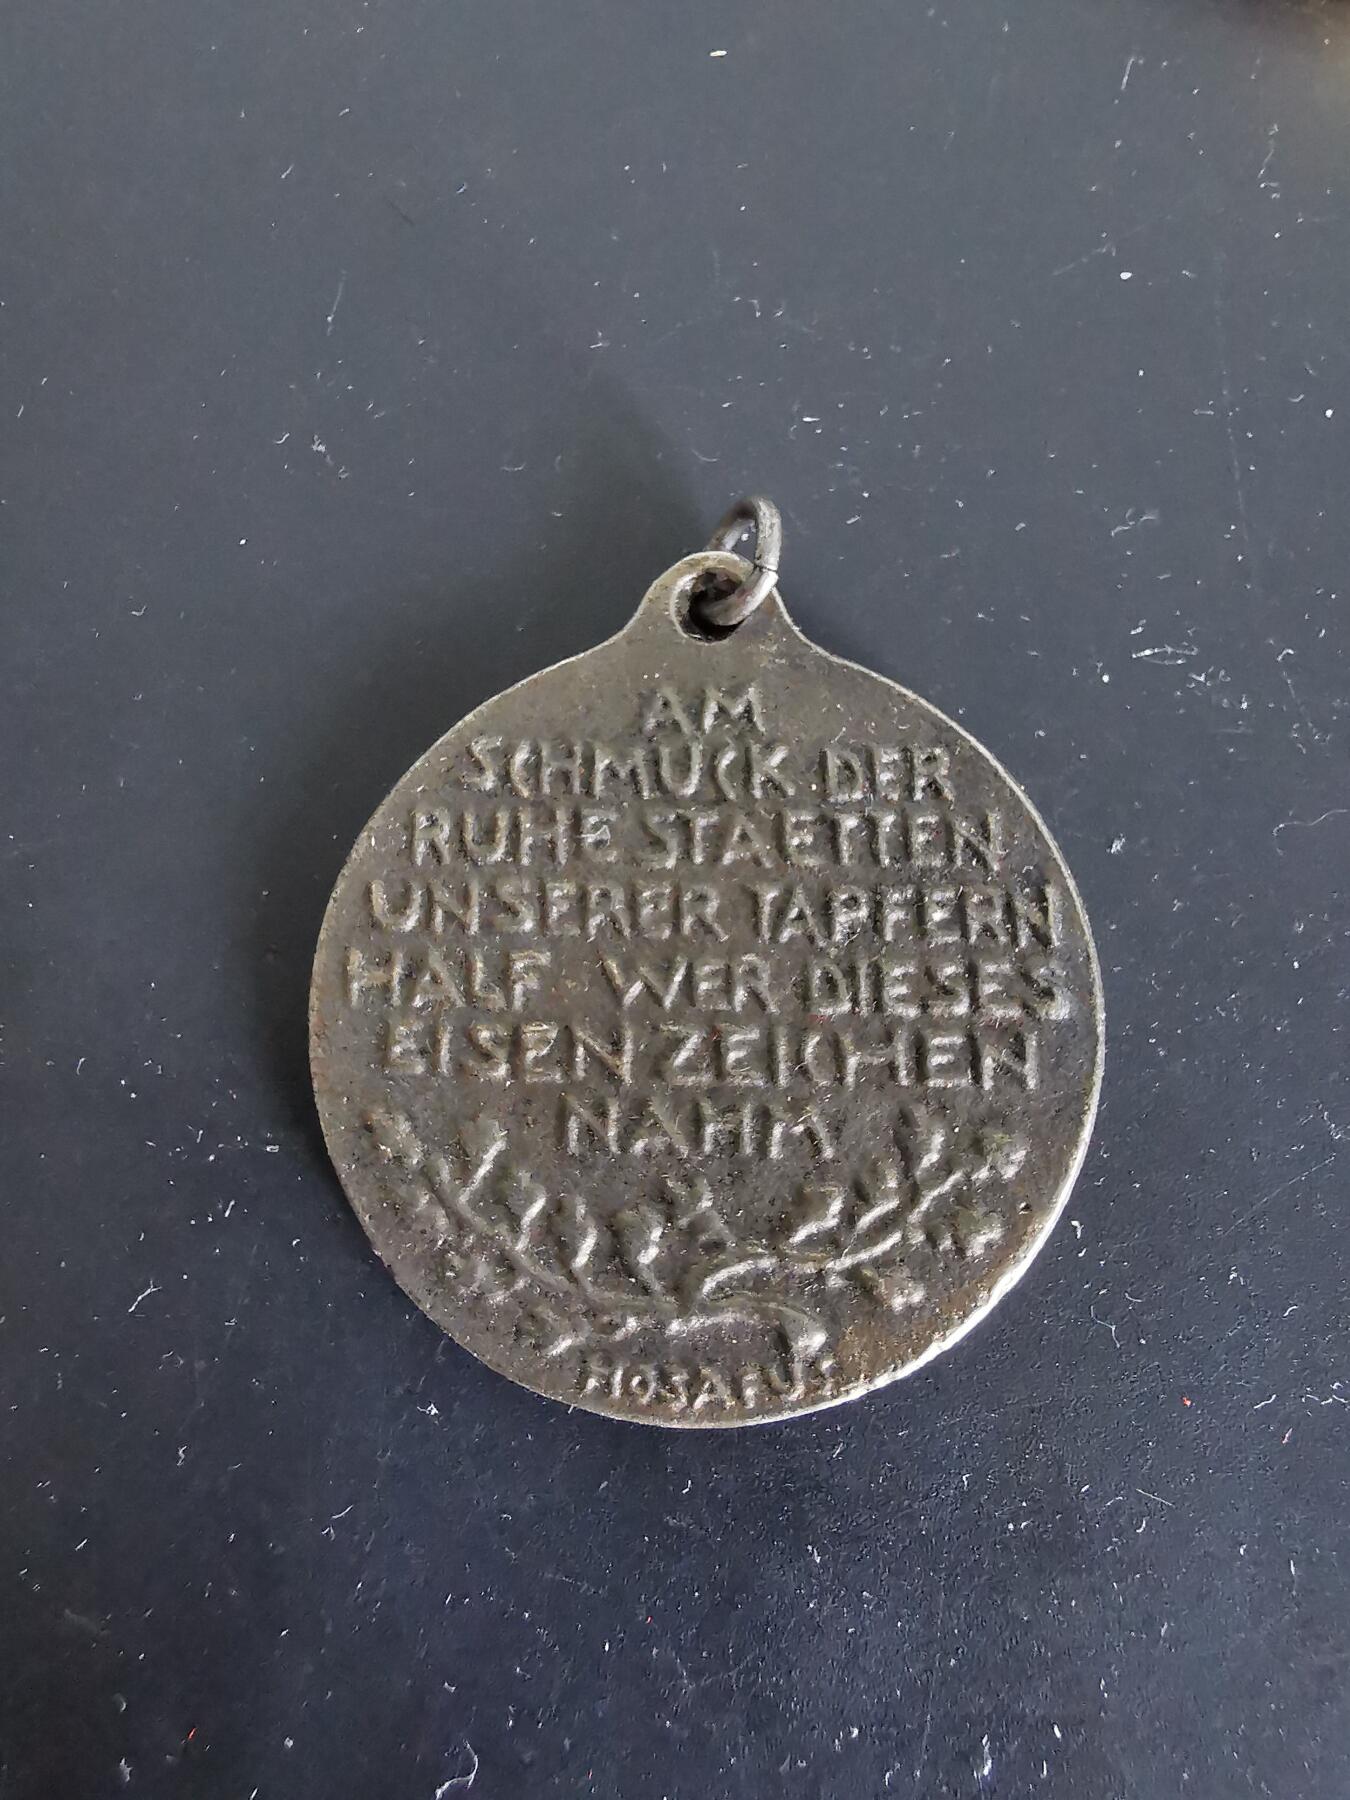 AM
SCHMUCK DER
RUHE STAETTEN
UNSERER TAPFERN
HALF WER DIESES
EISEN ZEICHEN
NAHM
HOSAEUS